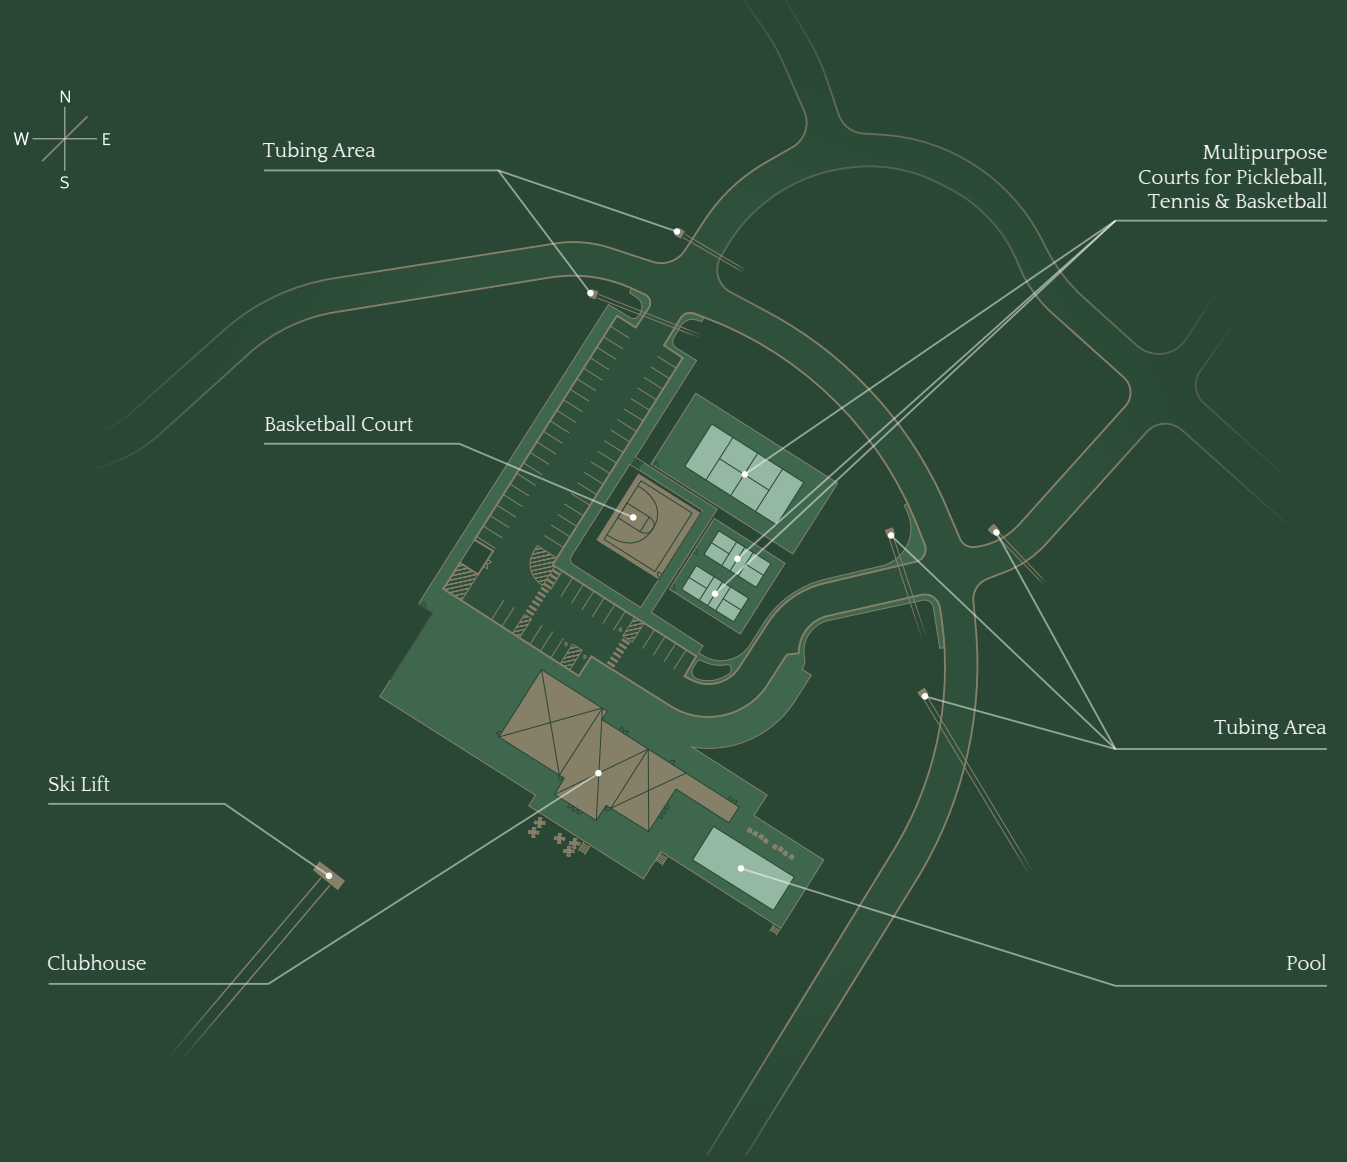 N
W E
S
Tubing Area
Multipurpose
Courts for Pickleball,
Tennis & Basketball
Basketball Court
Tubing Area
Ski Lift
Clubhouse
Pool